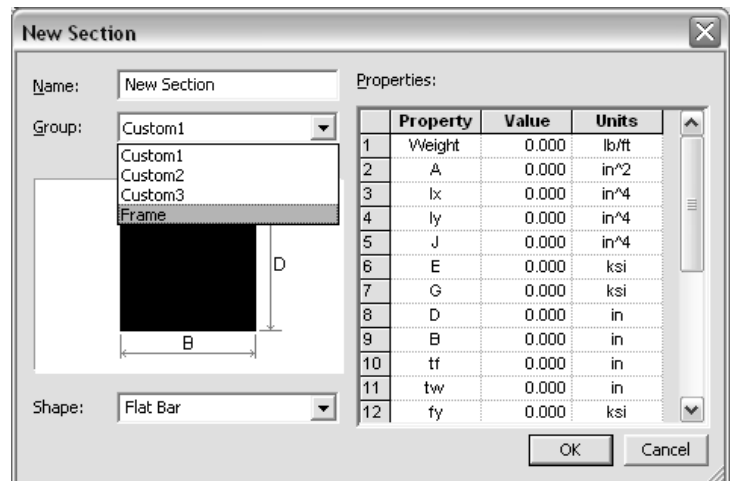 New Section
Name: New Section
Group: Custom1
Custom1
Custom2
Custom3
Frame
D
B
Shape: Flat Bar
Properties:
Property Value Units
1 Weight 0.000 lb/ft
2 A 0.000 in^2
3 Ix 0.000 in^4
4 Iy 0.000 in^4
5 J 0.000 in^4
6 E 0.000 ksi
7 G 0.000 ksi
8 D 0.000 in
9 B 0.000 in
10 tf 0.000 in
11 tw 0.000 in
12 fy 0.000 ksi
OK Cancel